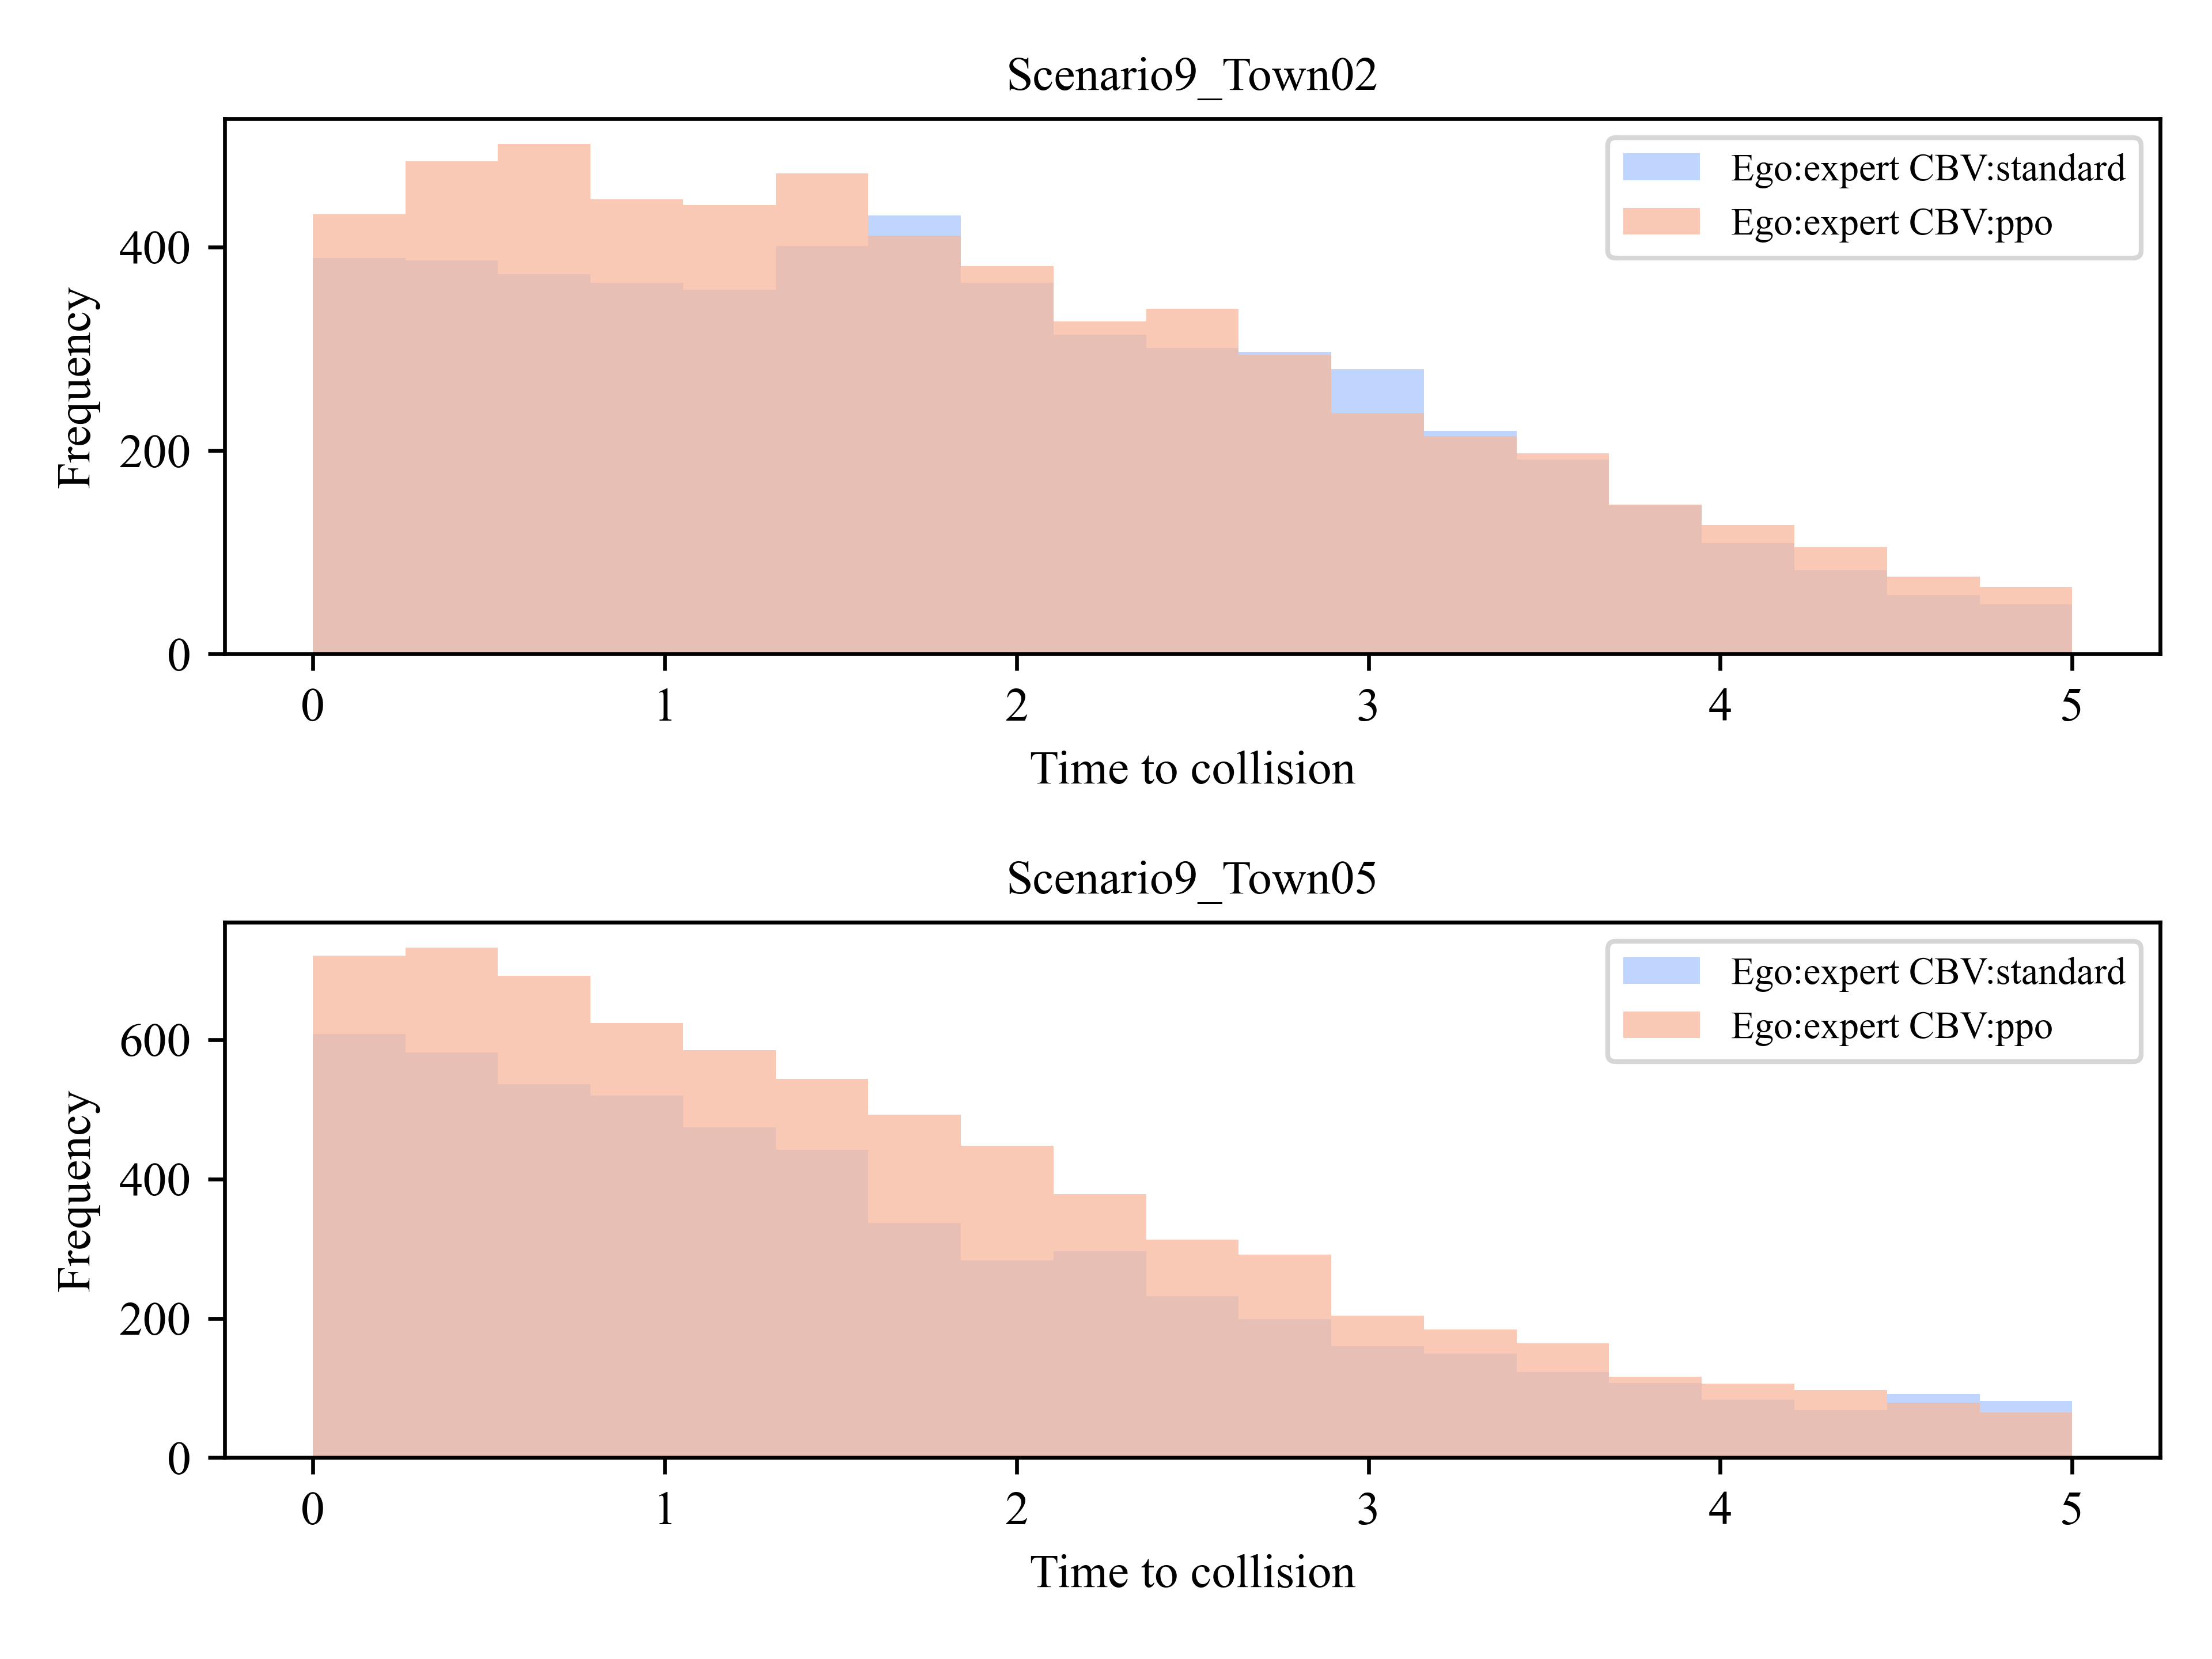 Scenario9_Town02
Frequency
400
200
0
Ego:expert CBV:standard
Ego:expert CBV:ppo
0 1 2 3 4 5
Time to collision
Scenario9_Town05
Frequency
600
400
200
0
Ego:expert CBV:standard
Ego:expert CBV:ppo
0 1 2 3 4 5
Time to collision